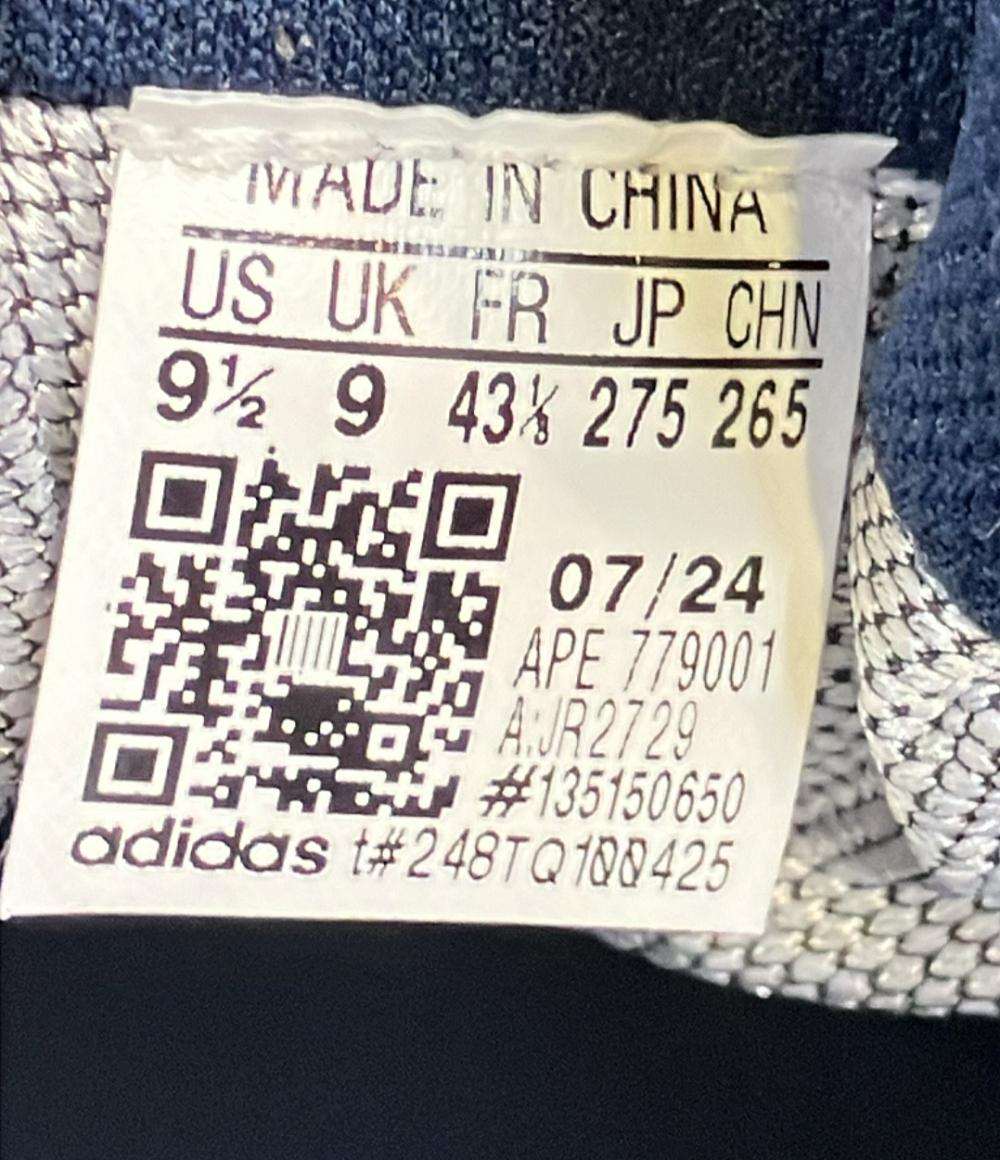 MADE IN CHINA
US UK FR JP CHN
9½ 9 43⅓ 275 265
07/24
APE 779001
A:JR2729
#135150650
adidas t#248TQ100425